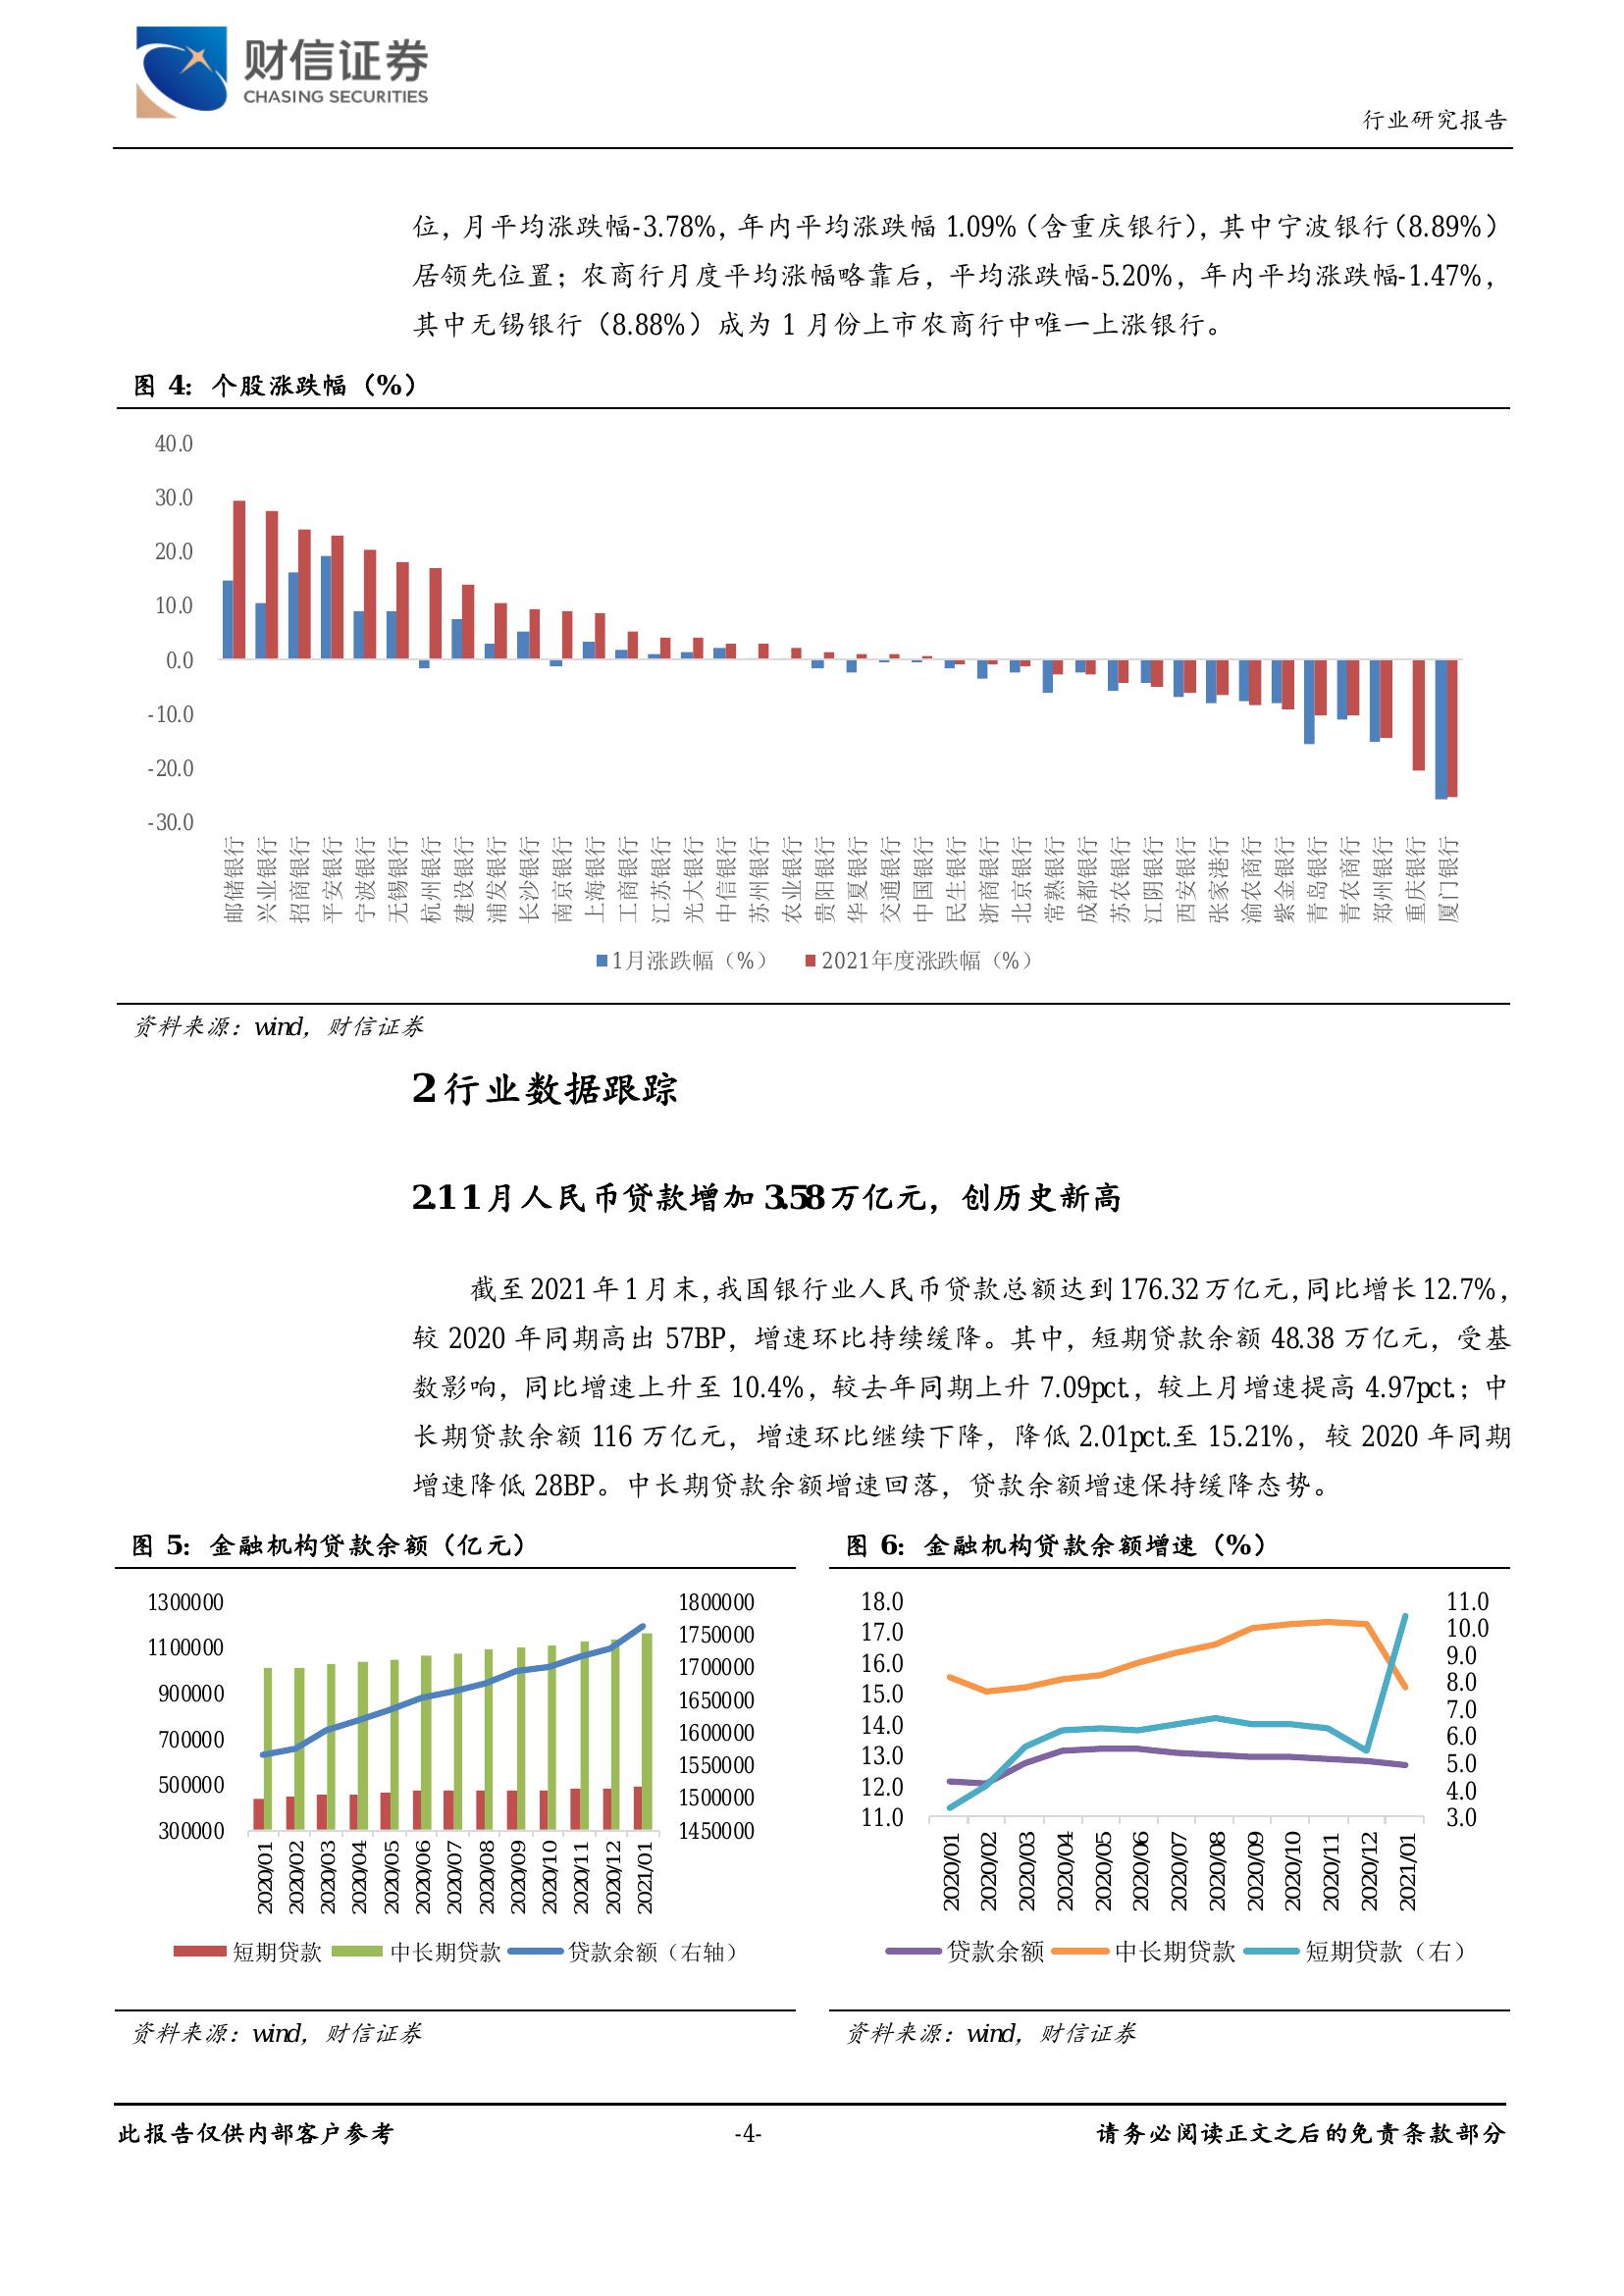 财信证券
CHASING SECURITIES
行业研究报告
位，月平均涨跌幅-3.78%，年内平均涨跌幅 1.09%（含重庆银行），其中宁波银行（8.89%）
居领先位置；农商行月度平均涨幅略靠后，平均涨跌幅-5.20%，年内平均涨跌幅-1.47%，
其中无锡银行（8.88%）成为 1 月份上市农商行中唯一上涨银行。
图 4：个股涨跌幅（%）
40.0
30.0
20.0
10.0
0.0
-10.0
-20.0
-30.0
邮储银行 兴业银行 招商银行 平安银行 宁波银行 无锡银行 杭州银行 建设银行 浦发银行 长沙银行 南京银行 上海银行 工商银行 江苏银行 光大银行 中信银行 苏州银行 农业银行 贵阳银行 华夏银行 交通银行 中国银行 民生银行 浙商银行 北京银行 常熟银行 成都银行 苏农银行 江阴银行 西安银行 张家港行 渝农商行 紫金银行 青岛银行 青农商行 郑州银行 重庆银行 厦门银行
1月涨跌幅（%） 2021年度涨跌幅（%）
资料来源：wind，财信证券
2 行业数据跟踪
2.1 1 月人民币贷款增加 3.58 万亿元，创历史新高
截至 2021 年 1 月末，我国银行业人民币贷款总额达到 176.32 万亿元，同比增长 12.7%，
较 2020 年同期高出 57BP，增速环比持续缓降。其中，短期贷款余额 48.38 万亿元，受基
数影响，同比增速上升至 10.4%，较去年同期上升 7.09pct.，较上月增速提高 4.97pct.；中
长期贷款余额 116 万亿元，增速环比继续下降，降低 2.01pct.至 15.21%，较 2020 年同期
增速降低 28BP。中长期贷款余额增速回落，贷款余额增速保持缓降态势。
图 5：金融机构贷款余额（亿元）
1300000
1100000
900000
700000
500000
300000
1800000
1750000
1700000
1650000
1600000
1550000
1500000
1450000
2020/01 2020/02 2020/03 2020/04 2020/05 2020/06 2020/07 2020/08 2020/09 2020/10 2020/11 2020/12 2021/01
短期贷款 中长期贷款 贷款余额（右轴）
资料来源：wind，财信证券
图 6：金融机构贷款余额增速（%）
18.0
17.0
16.0
15.0
14.0
13.0
12.0
11.0
11.0
10.0
9.0
8.0
7.0
6.0
5.0
4.0
3.0
2020/01 2020/02 2020/03 2020/04 2020/05 2020/06 2020/07 2020/08 2020/09 2020/10 2020/11 2020/12 2021/01
贷款余额 中长期贷款 短期贷款（右）
资料来源：wind，财信证券
此报告仅供内部客户参考 -4- 请务必阅读正文之后的免责条款部分